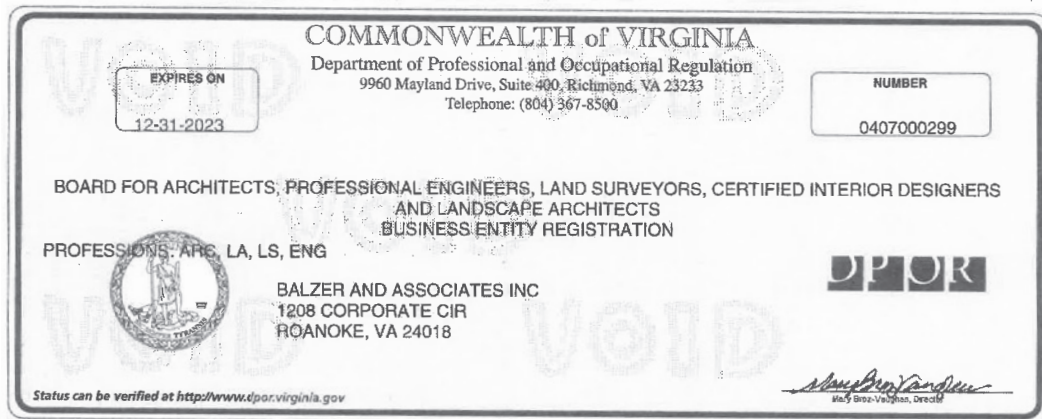 COMMONWEALTH of VIRGINIA
Department of Professional and Occupational Regulation
9960 Mayland Drive, Suite 400, Richmond, VA 23233
Telephone: (804) 367-8500
EXPIRES ON
12-31-2023
NUMBER
0407000299
BOARD FOR ARCHITECTS, PROFESSIONAL ENGINEERS, LAND SURVEYORS, CERTIFIED INTERIOR DESIGNERS
AND LANDSCAPE ARCHITECTS
BUSINESS ENTITY REGISTRATION
PROFESSIONS: ARC, LA, LS, ENG
BALZER AND ASSOCIATES INC
1208 CORPORATE CIR
ROANOKE, VA 24018
DPOR
VOID
VOID
VOID
VOID
VOID
Status can be verified at http://www.dpor.virginia.gov
Mary Broz-Vaughan, Director